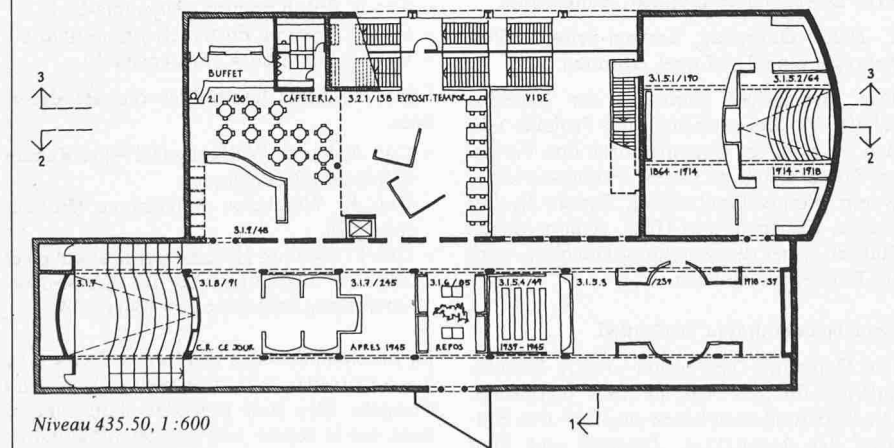 3
2
BUFFET
2.1 / 138
CAFETERIA
3.2.1 / 138
EXPOSIT. TEMPOR.
VIDE
3.1.5.1 / 190
3.1.5.2 / 64
3
2
1864 - 1914
1914 - 1918
3.1.9 / 48
3.1.9
3.1.8 / 91
3.1.7 / 245
3.1.6 / 85
3.1.5.4 / 49
3.1.5.3
/ 239
1918 - 39
C.R. CE JOUR
APRES 1945
REPOS
1939 - 1945
1
Niveau 435.50, 1:600